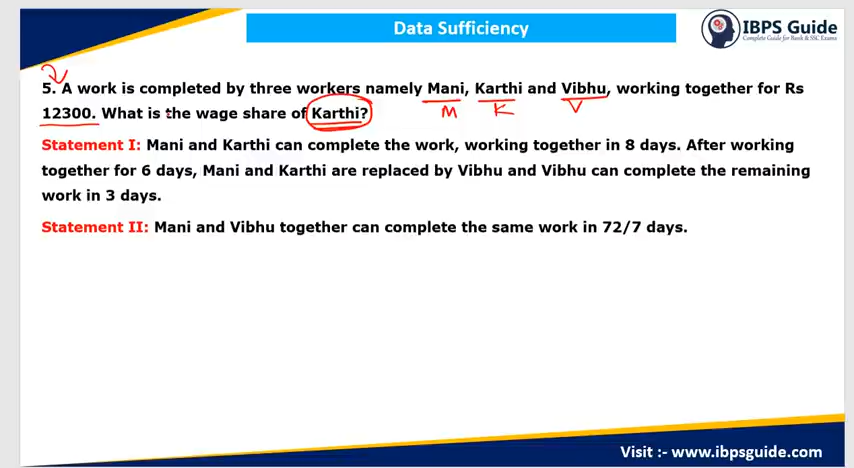 Data Sufficiency
IBPS Guide
Complete Guide for Bank & SSC Exams
5. A work is completed by three workers namely Mani, Karthi and Vibhu, working together for Rs
12300. What is the wage share of Karthi?
M K V
Statement I: Mani and Karthi can complete the work, working together in 8 days. After working
together for 6 days, Mani and Karthi are replaced by Vibhu and Vibhu can complete the remaining
work in 3 days.
Statement II: Mani and Vibhu together can complete the same work in 72/7 days.
Visit :- www.ibpsguide.com